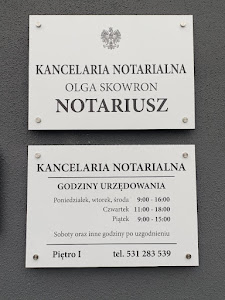 KANCELARIA NOTARIALNA
OLGA SKOWRON
NOTARIUSZ
KANCELARIA NOTARIALNA
GODZINY URZĘDOWANIA
Poniedziałek, wtorek, środa 9:00 - 16:00
Czwartek 11:00 - 18:00
Piątek 9:00 - 15:00
Soboty oraz inne godziny po uzgodnieniu
Piętro I tel. 531 283 539